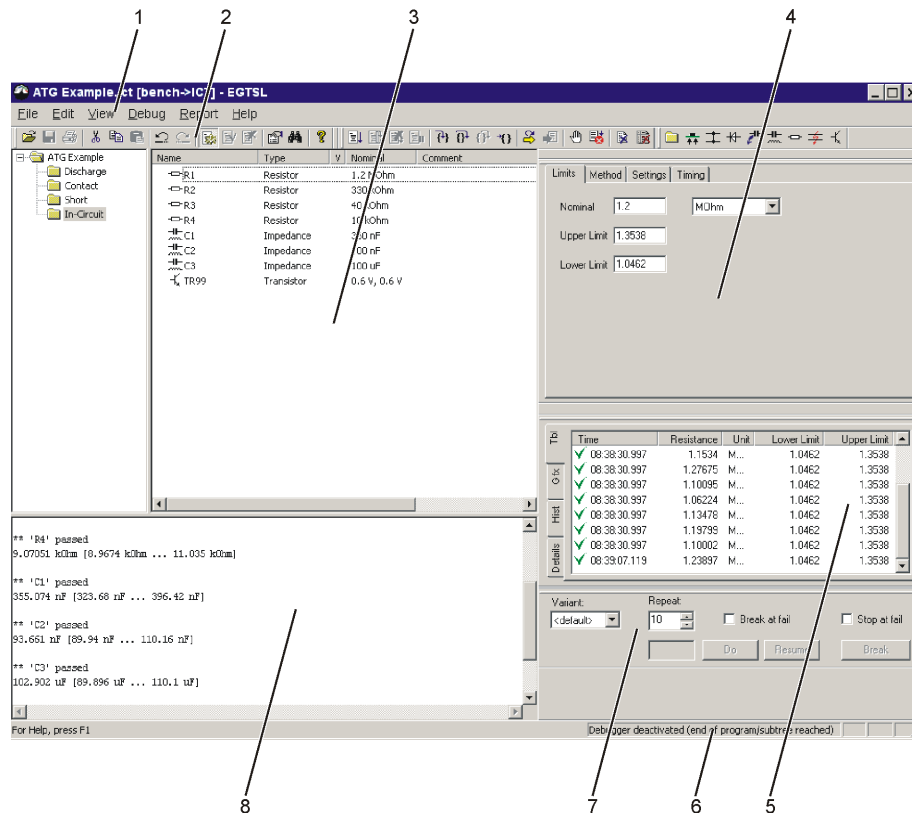 1 2 3 4
ATG Example.ict [bench->ICT] - EGTSL
File Edit View Debug Report Help
ATG Example
Discharge
Contact
Short
In-Circuit
Name Type V Nominal Comment
R1 Resistor 1.2 MOhm
R2 Resistor 330 kOhm
R3 Resistor 40 kOhm
R4 Resistor 10 kOhm
C1 Impedance nF
C2 Impedance 100 nF
C3 Impedance 100 uF
TR99 Transistor 0.6 V, 0.6 V
Limits Method Settings Timing
Nominal 1.2 MOhm
Upper Limit 1.3538
Lower Limit 1.0462
Tbl
Gfx
Hist
Details
Time Resistance Unit Lower Limit Upper Limit
08:38:30.997 1.1534 M... 1.0462 1.3538
08:38:30.997 1.27675 M... 1.0462 1.3538
08:38:30.997 1.10095 M... 1.0462 1.3538
08:38:30.997 1.06224 M... 1.0462 1.3538
08:38:30.997 1.13478 M... 1.0462 1.3538
08:38:30.997 1.19799 M... 1.0462 1.3538
08:38:30.997 1.10002 M... 1.0462 1.3538
08:39:07.119 1.23897 M... 1.0462 1.3538
** 'R4' passed
9.07051 kOhm [8.9674 kOhm ... 11.035 kOhm]
** 'C1' passed
355.074 nF [323.68 nF ... 396.42 nF]
** 'C2' passed
93.661 nF [89.94 nF ... 110.16 nF]
** 'C3' passed
102.902 uF [89.896 uF ... 110.1 uF]
Variant: Repeat:
<default> 10 Break at fail Stop at fail
Do Resume Break
For Help, press F1
Debugger deactivated (end of program/subtree reached)
8 7 6 5